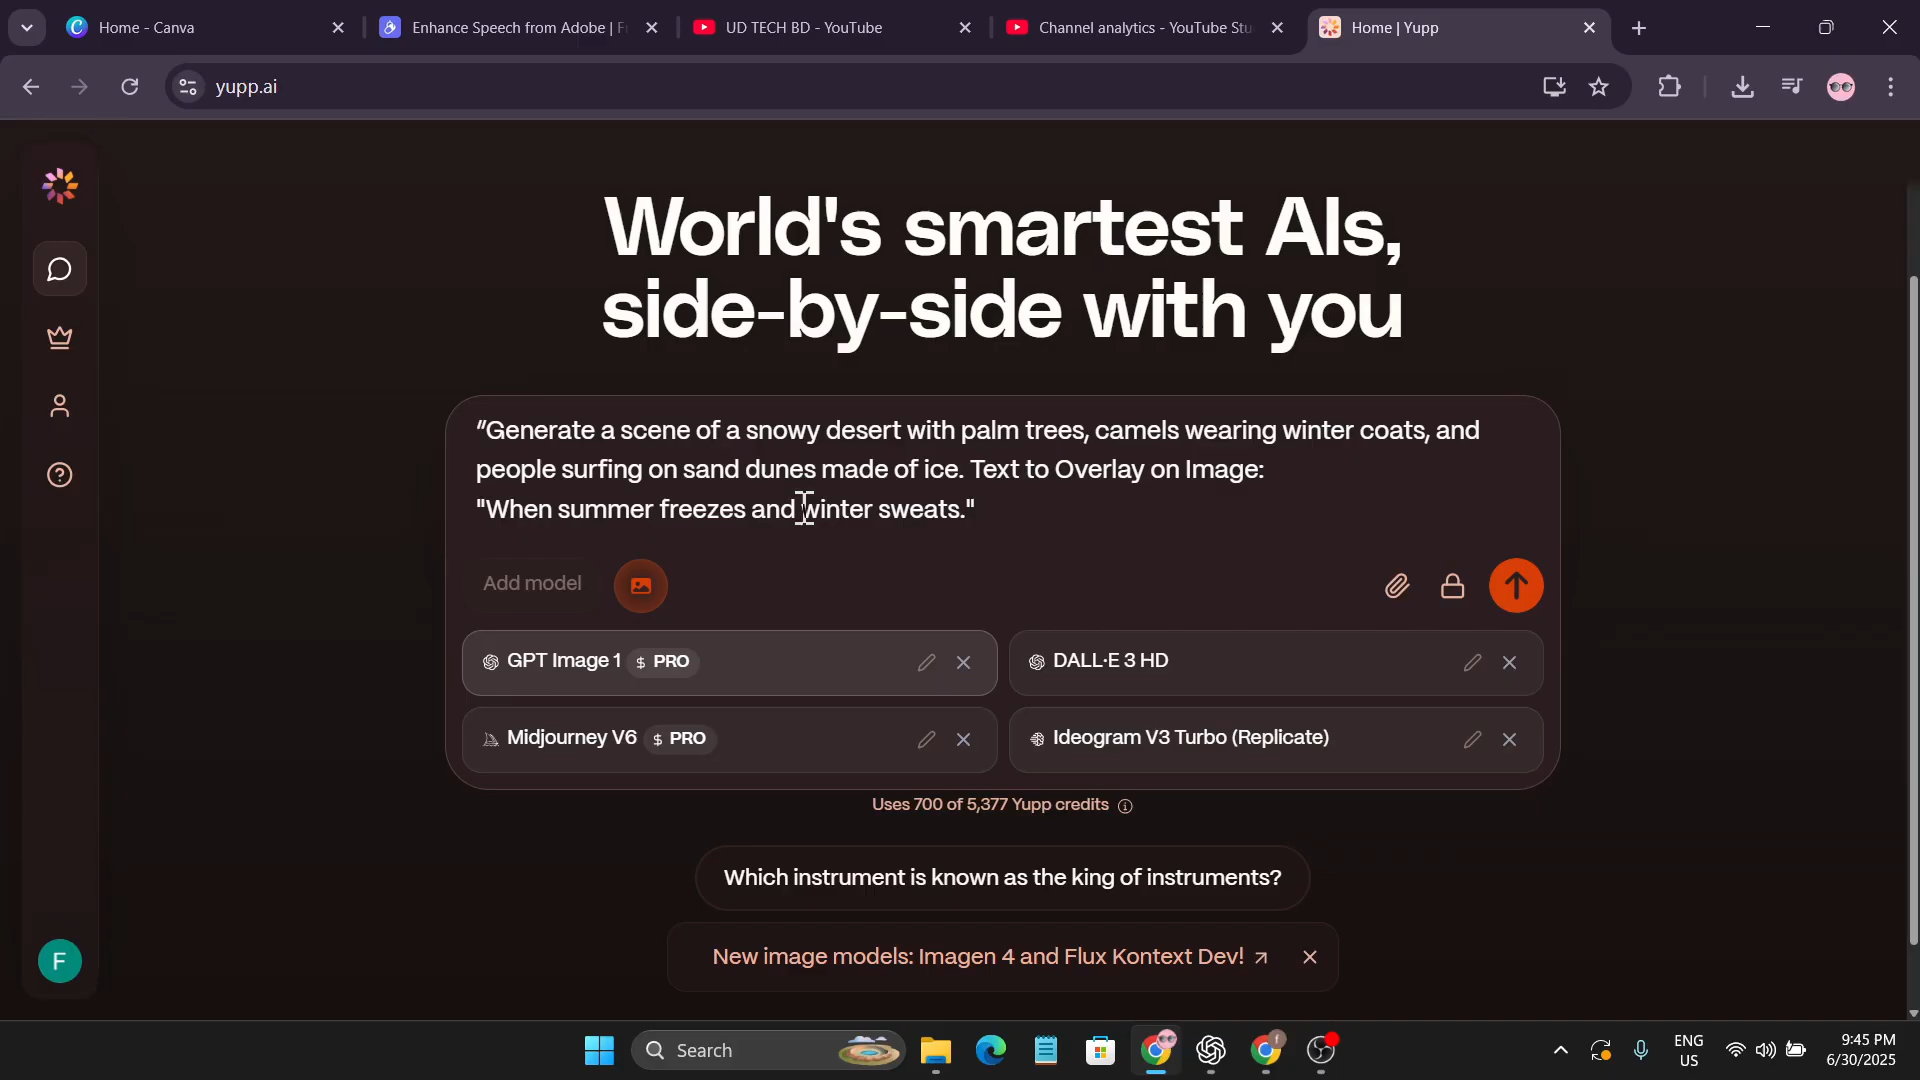 Home - Canva
Enhance Speech from Adobe | F
UD TECH BD - YouTube
Channel analytics - YouTube Stu
Home | Yupp
yupp.ai
World's smartest AIs,
side-by-side with you
“Generate a scene of a snowy desert with palm trees, camels wearing winter coats, and
people surfing on sand dunes made of ice. Text to Overlay on Image:
"When summer freezes and winter sweats."
Add model
GPT Image 1 $ PRO
DALL·E 3 HD
Midjourney V6 $ PRO
Ideogram V3 Turbo (Replicate)
Uses 700 of 5,377 Yupp credits
Which instrument is known as the king of instruments?
New image models: Imagen 4 and Flux Kontext Dev!
F
Search
ENG
US
9:45 PM
6/30/2025